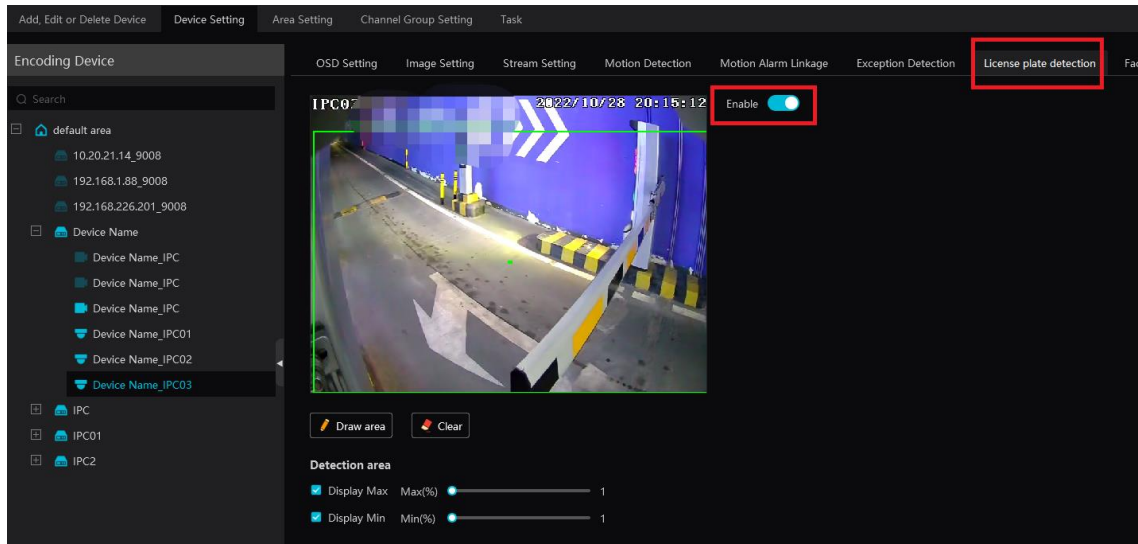 Add, Edit or Delete Device Device Setting Area Setting Channel Group Setting Task
Encoding Device
OSD Setting Image Setting Stream Setting Motion Detection Motion Alarm Linkage Exception Detection License plate detection
Search
default area
10.20.21.14_9008
192.168.1.88_9008
192.168.226.201_9008
Device Name
Device Name_IPC
Device Name_IPC
Device Name_IPC
Device Name_IPC01
Device Name_IPC02
Device Name_IPC03
IPC
IPC01
IPC2
2022/10/28 20:15:12
Enable
Draw area Clear
Detection area
Display Max Max(%) 1
Display Min Min(%) 1